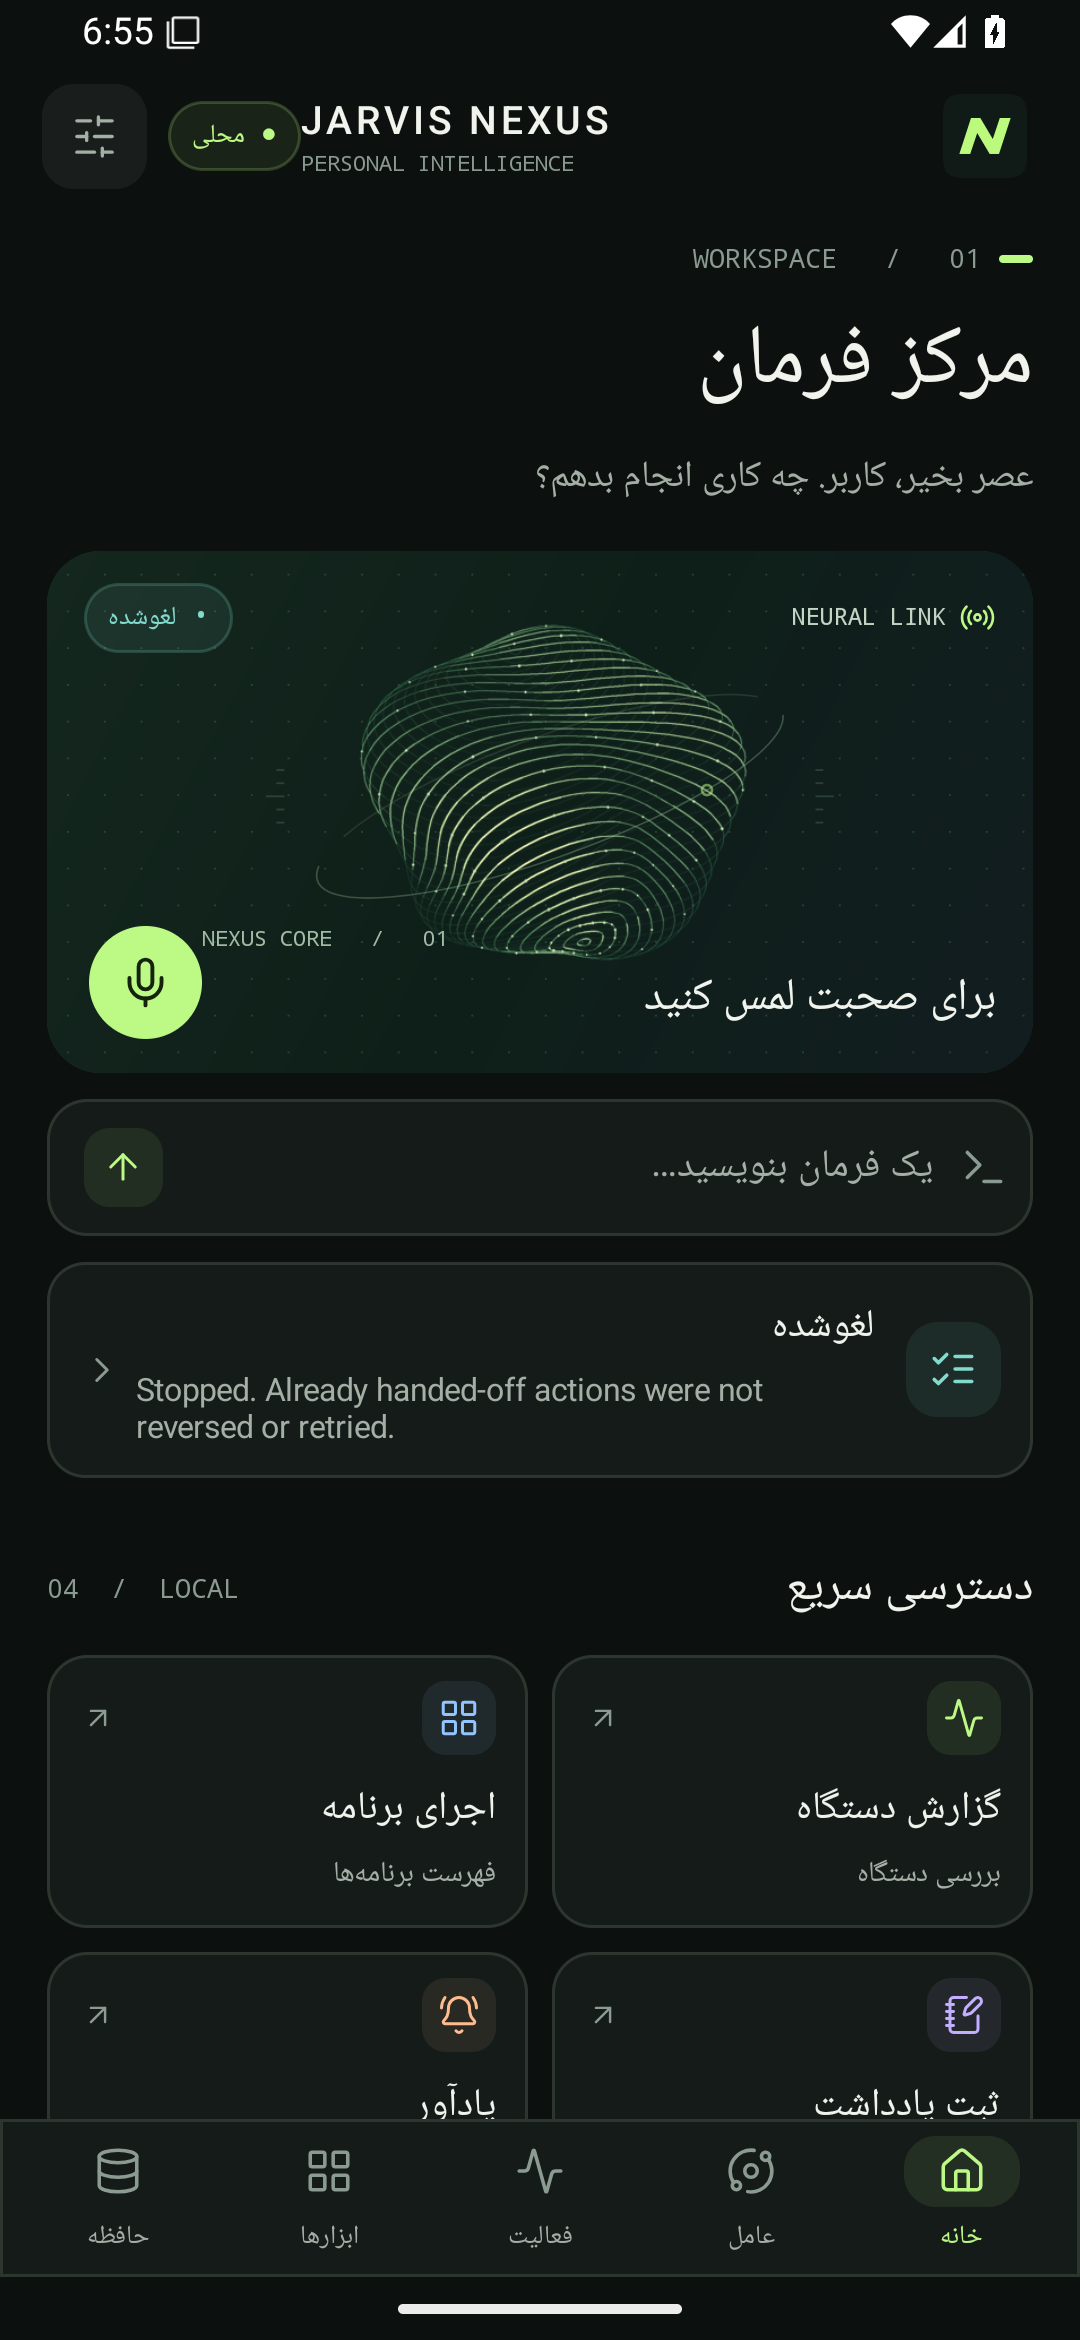 6:55
محلی
JARVIS NEXUS
PERSONAL INTELLIGENCE
N
WORKSPACE / 01
مرکز فرمان
عصر بخیر، کاربر. چه کاری انجام بدهم؟
NEURAL LINK
لغوشده
NEXUS CORE / 01
برای صحبت لمس کنید
یک فرمان بنویسید...
لغوشده
Stopped. Already handed-off actions were not
reversed or retried.
دسترسی سریع
04 / LOCAL
گزارش دستگاه
بررسی دستگاه
اجرای برنامه
فهرست برنامه‌ها
ثبت یادداشت
یادآور
خانه
عامل
فعالیت
ابزارها
حافظه